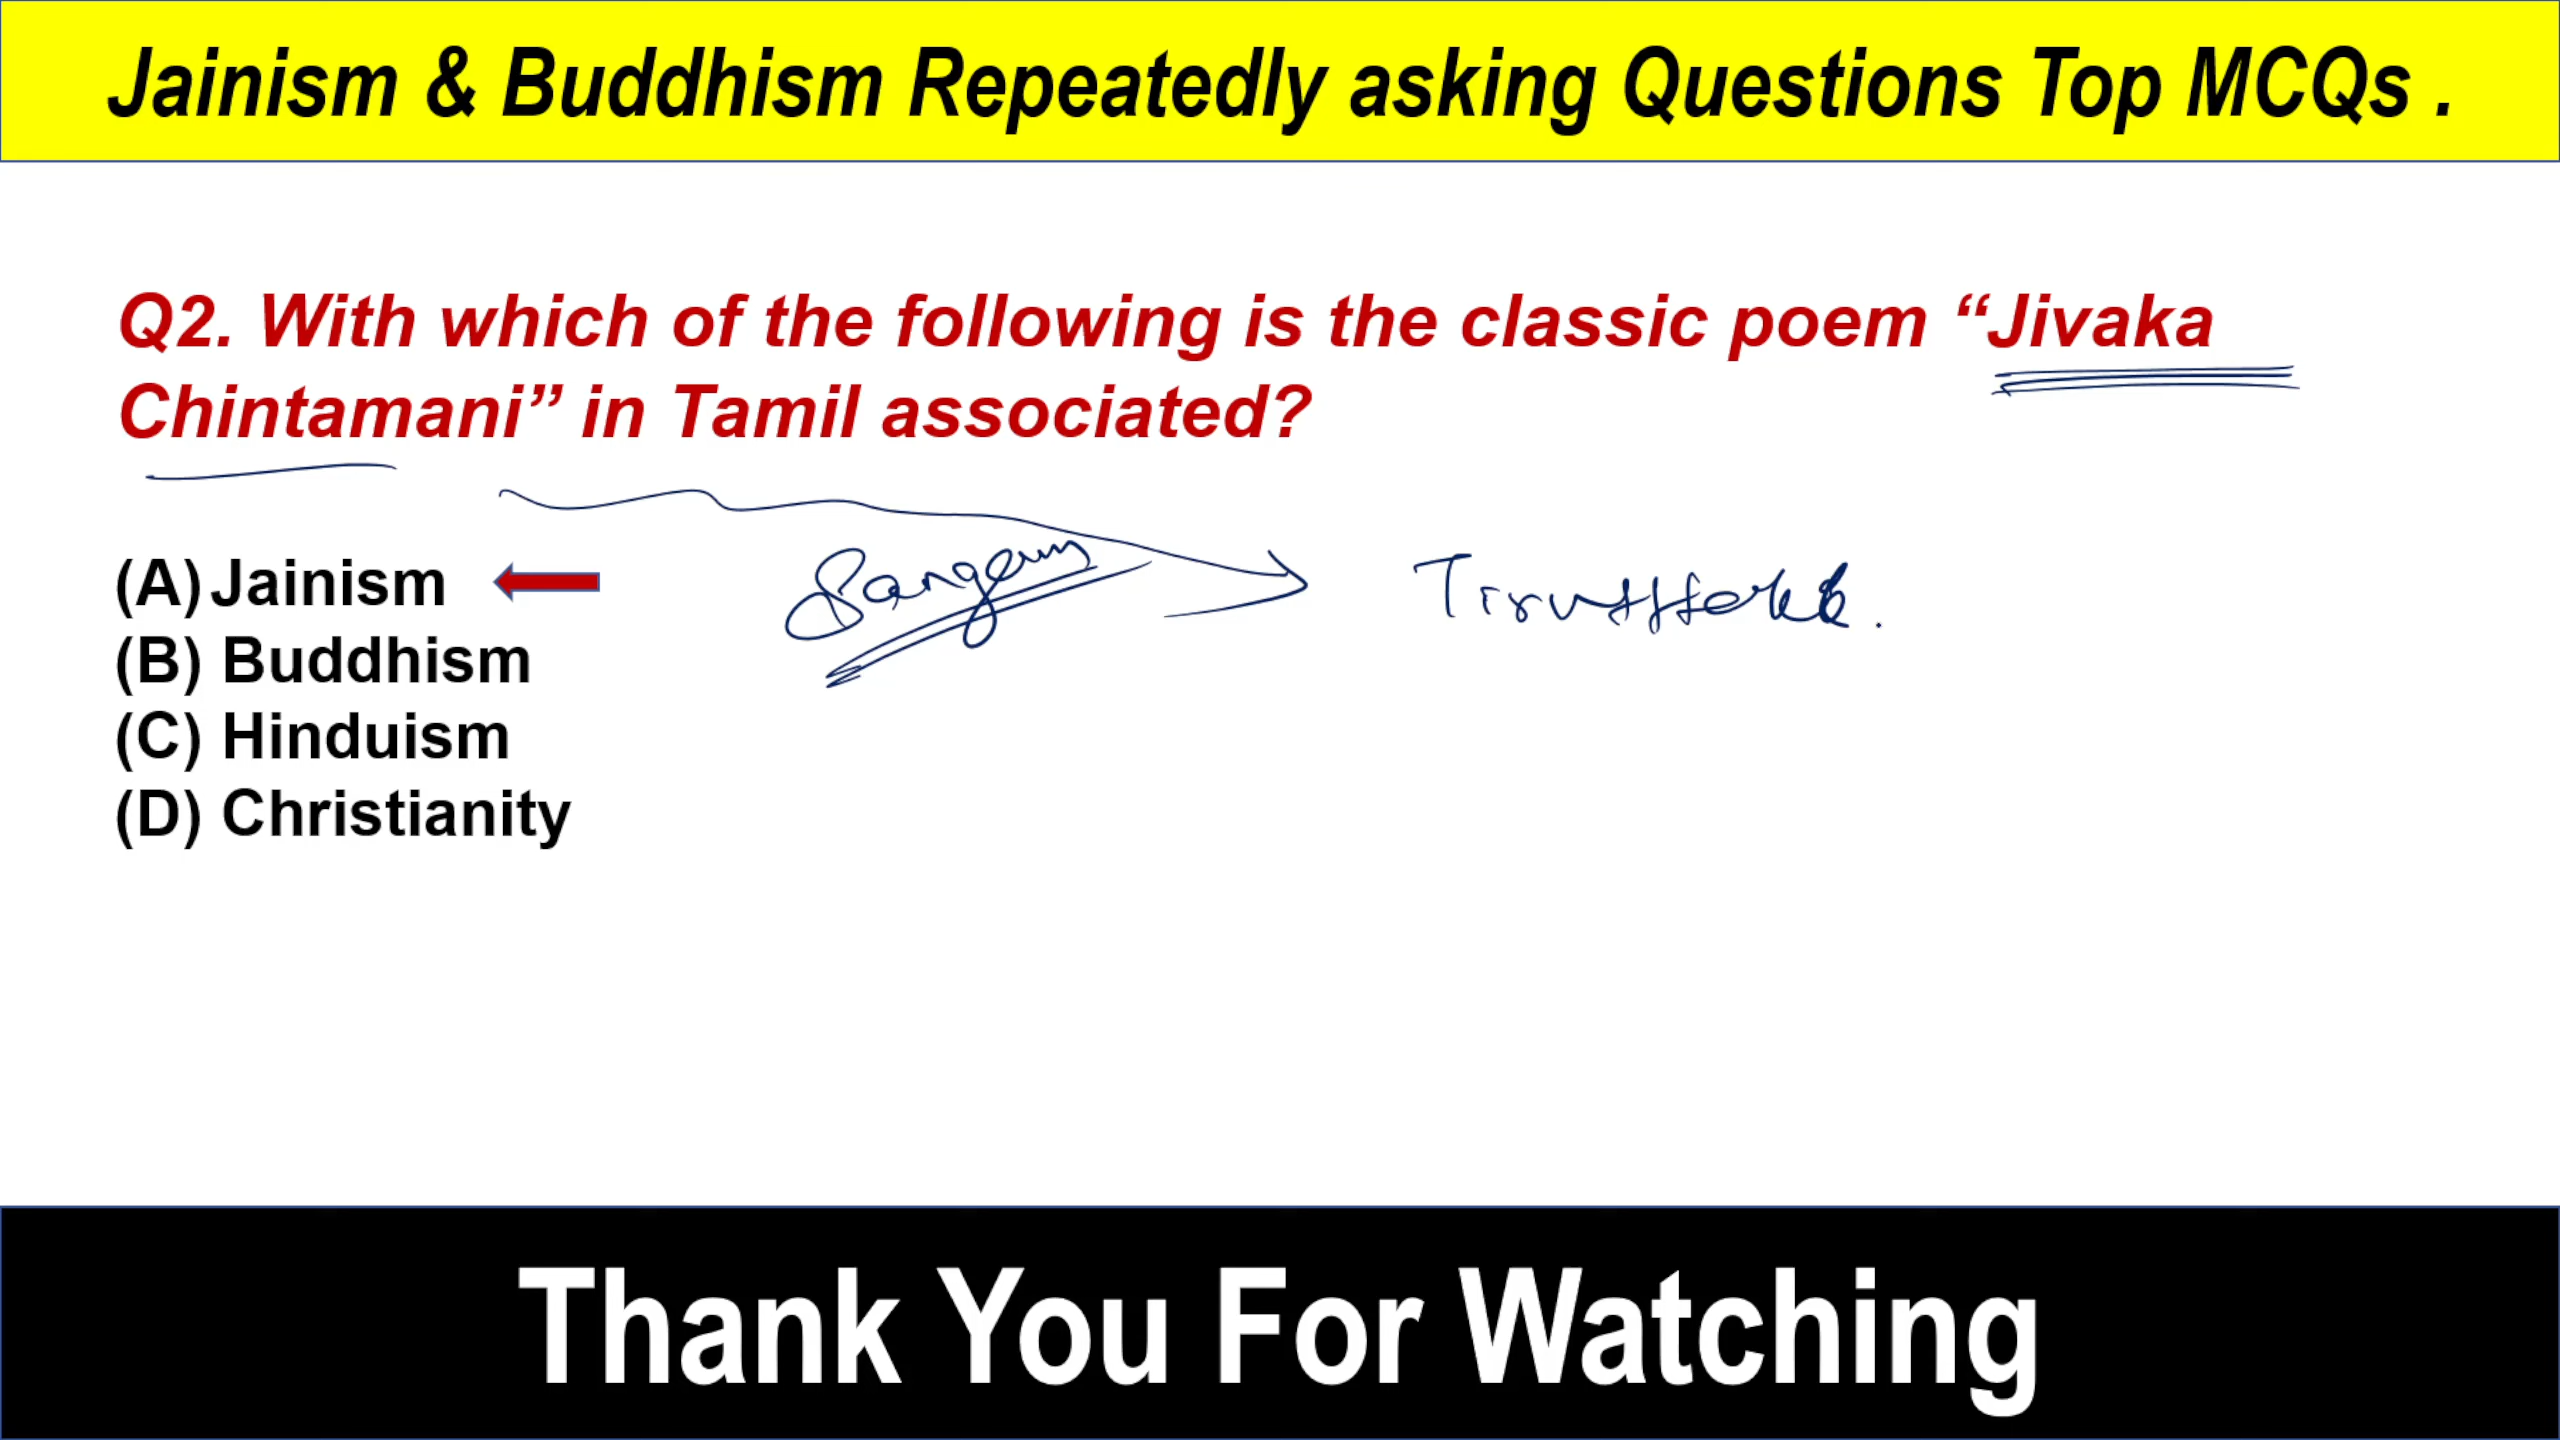 Jainism & Buddhism Repeatedly asking Questions Top MCQs .
Q2. With which of the following is the classic poem “Jivaka
Chintamani” in Tamil associated?
(A) Jainism
Sangam
(B) Buddhism
(C) Hinduism
(D) Christianity
Thank You For Watching